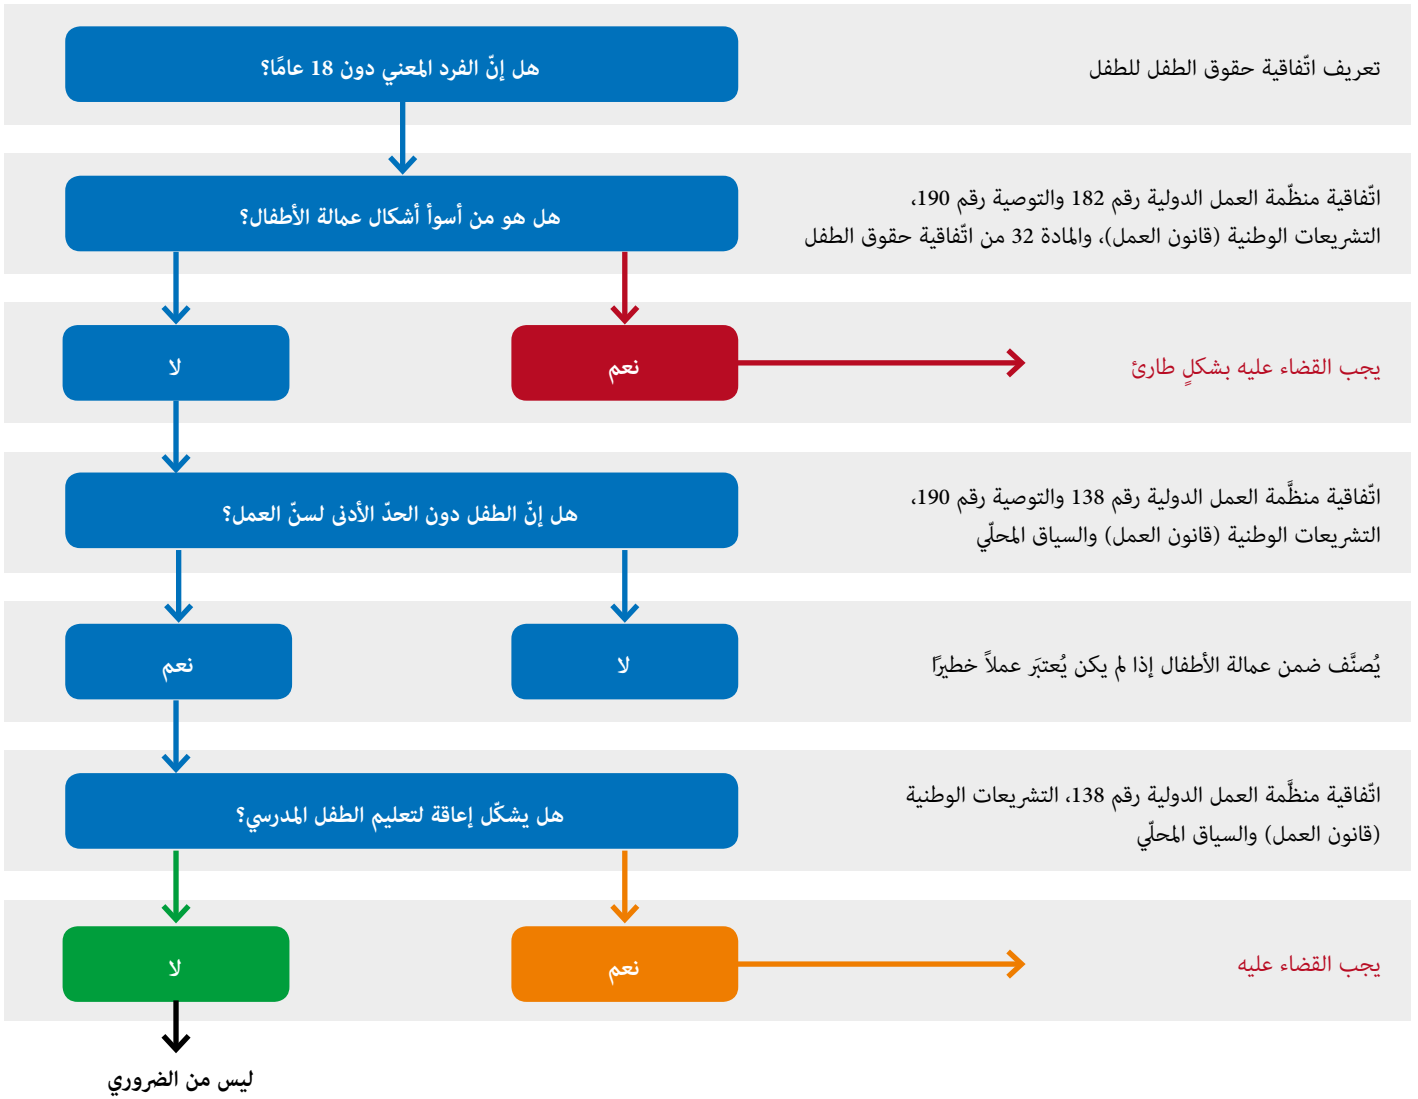 تعريف اتّفاقية حقوق الطفل للطفل
هل إنّ الفرد المعني دون 18 عامًا؟
اتّفاقية منظّمة العمل الدولية رقم 182 والتوصية رقم 190،
التشريعات الوطنية (قانون العمل)، والمادة 32 من اتّفاقية حقوق الطفل
هل هو من أسوأ أشكال عمالة الأطفال؟
يجب القضاء عليه بشكلٍ طارئ
نعم
لا
اتّفاقية منظَّمة العمل الدولية رقم 138 والتوصية رقم 190،
التشريعات الوطنية (قانون العمل) والسياق المحلّي
هل إنّ الطفل دون الحدّ الأدنى لسنّ العمل؟
يُصنَّف ضمن عمالة الأطفال إذا لم يكن يُعتبَر عملاً خطيرًا
لا
نعم
اتّفاقية منظَّمة العمل الدولية رقم 138، التشريعات الوطنية
(قانون العمل) والسياق المحلّي
هل يشكّل إعاقة لتعليم الطفل المدرسي؟
يجب القضاء عليه
نعم
لا
ليس من الضروري